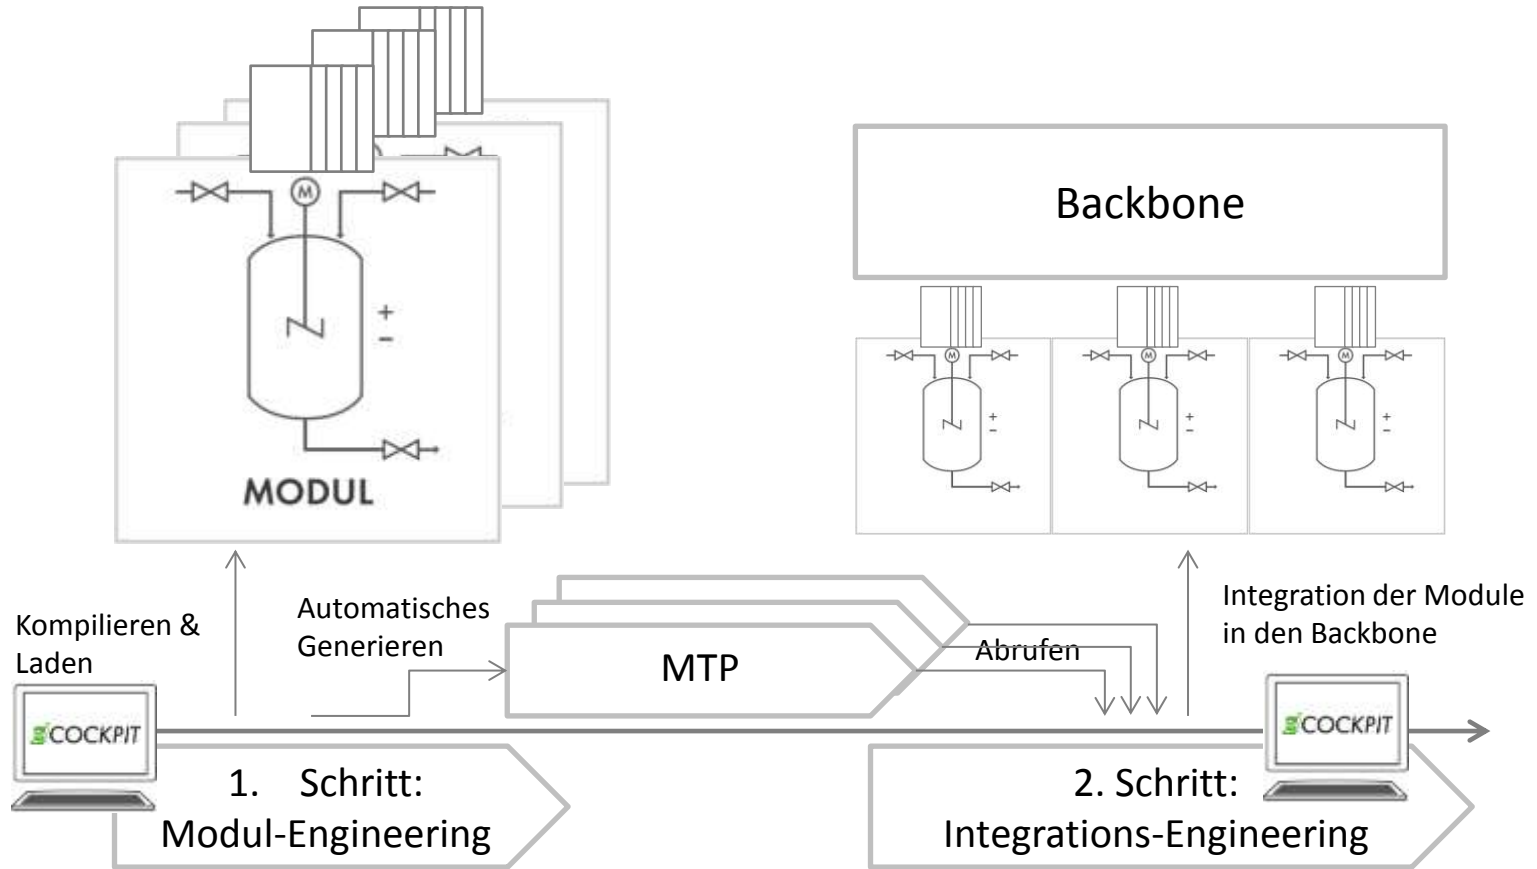 M
+
−
MODUL
Backbone
M
+
−
M
+
−
M
+
−
Kompilieren &
Laden
Automatisches
Generieren
MTP
Abrufen
Integration der Module
in den Backbone
COCKPIT
COCKPIT
1. Schritt:
Modul-Engineering
2. Schritt:
Integrations-Engineering